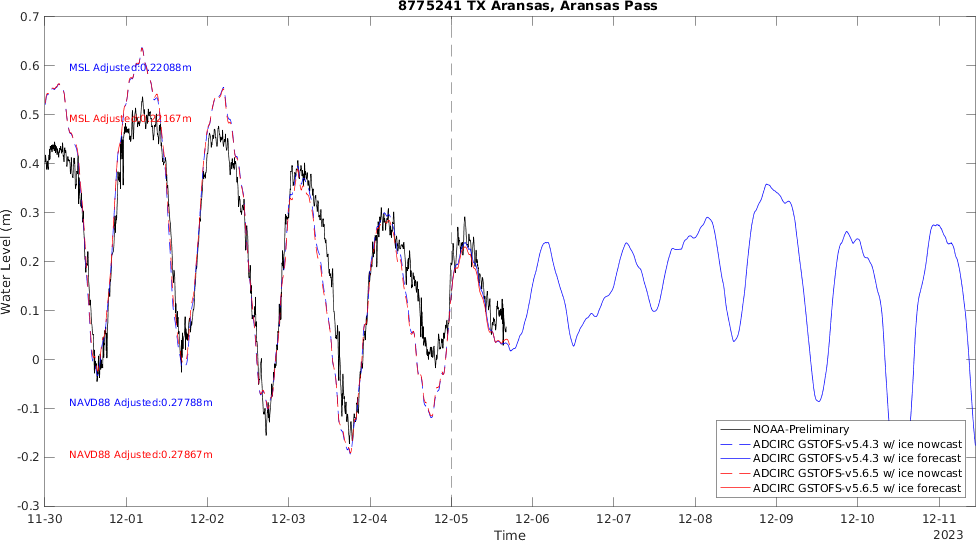 8775241 TX Aransas, Aransas Pass
0.7
0.6
0.5
0.4
0.3
0.2
0.1
0
-0.1
-0.2
-0.3
Water Level (m)
MSL Adjusted:0.22088m
MSL Adjusted:0.22167m
NAVD88 Adjusted:0.27788m
NAVD88 Adjusted:0.27867m
NOAA-Preliminary
ADCIRC GSTOFS-v5.4.3 w/ ice nowcast
ADCIRC GSTOFS-v5.4.3 w/ ice forecast
ADCIRC GSTOFS-v5.6.5 w/ ice nowcast
ADCIRC GSTOFS-v5.6.5 w/ ice forecast
11-30 12-01 12-02 12-03 12-04 12-05 12-06 12-07 12-08 12-09 12-10 12-11
Time
2023